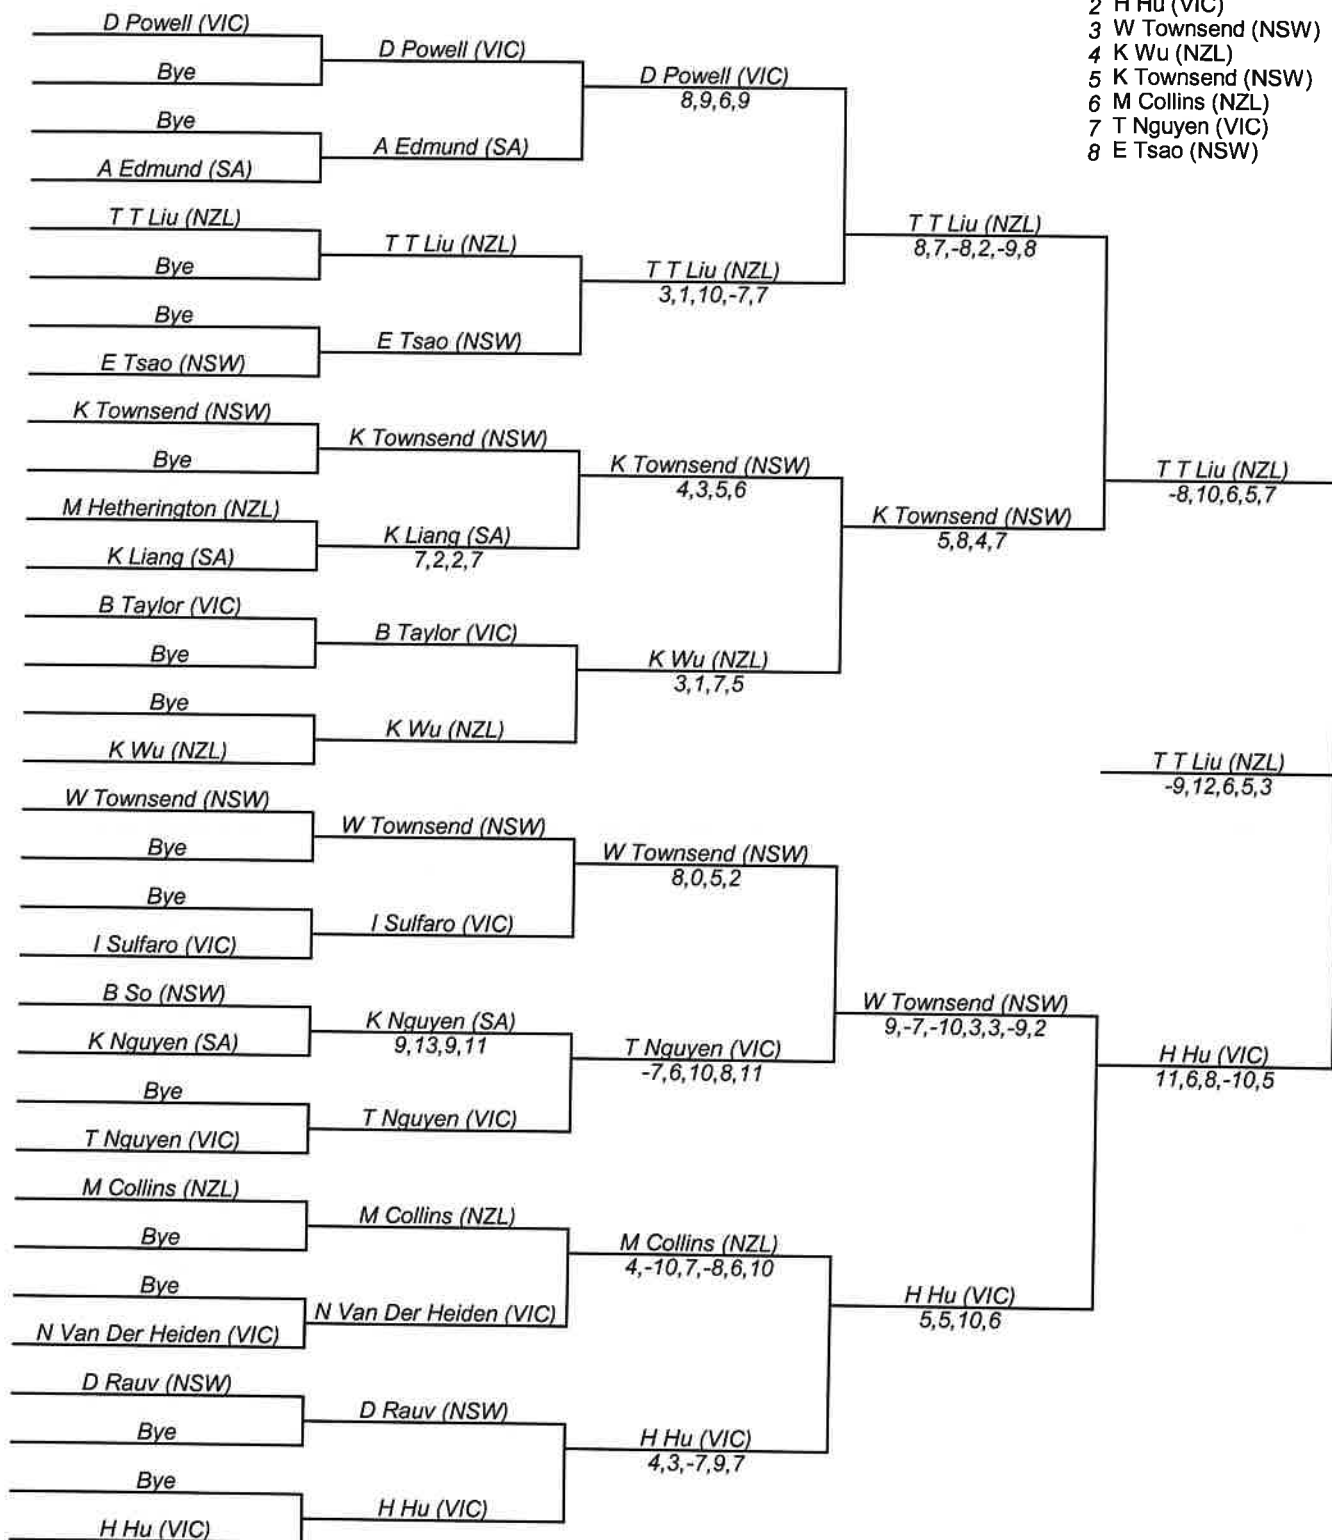 2 H Hu (VIC)
3 W Townsend (NSW)
4 K Wu (NZL)
5 K Townsend (NSW)
6 M Collins (NZL)
7 T Nguyen (VIC)
8 E Tsao (NSW)
D Powell (VIC)
Bye
Bye
A Edmund (SA)
T T Liu (NZL)
Bye
Bye
E Tsao (NSW)
K Townsend (NSW)
Bye
M Hetherington (NZL)
K Liang (SA)
B Taylor (VIC)
Bye
Bye
K Wu (NZL)
W Townsend (NSW)
Bye
Bye
I Sulfaro (VIC)
B So (NSW)
K Nguyen (SA)
Bye
T Nguyen (VIC)
M Collins (NZL)
Bye
Bye
N Van Der Heiden (VIC)
D Rauv (NSW)
Bye
Bye
H Hu (VIC)
D Powell (VIC)
A Edmund (SA)
T T Liu (NZL)
E Tsao (NSW)
K Townsend (NSW)
K Liang (SA)
7,2,2,7
B Taylor (VIC)
K Wu (NZL)
W Townsend (NSW)
I Sulfaro (VIC)
K Nguyen (SA)
9,13,9,11
T Nguyen (VIC)
M Collins (NZL)
N Van Der Heiden (VIC)
D Rauv (NSW)
H Hu (VIC)
D Powell (VIC)
8,9,6,9
T T Liu (NZL)
3,1,10,-7,7
K Townsend (NSW)
4,3,5,6
K Wu (NZL)
3,1,7,5
W Townsend (NSW)
8,0,5,2
T Nguyen (VIC)
-7,6,10,8,11
M Collins (NZL)
4,-10,7,-8,6,10
H Hu (VIC)
4,3,-7,9,7
T T Liu (NZL)
8,7,-8,2,-9,8
K Townsend (NSW)
5,8,4,7
W Townsend (NSW)
9,-7,-10,3,3,-9,2
H Hu (VIC)
5,5,10,6
T T Liu (NZL)
-8,10,6,5,7
T T Liu (NZL)
-9,12,6,5,3
H Hu (VIC)
11,6,8,-10,5